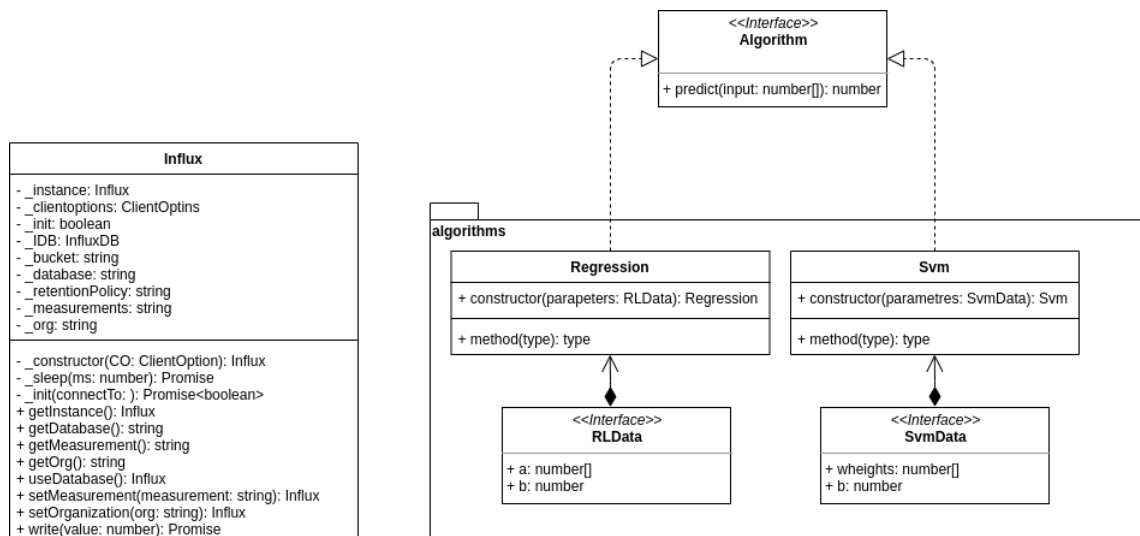 <<Interface>>
Algorithm
+ predict(input: number[]): number
Influx
- _instance: Influx
- _clientoptions: ClientOptins
- _init: boolean
- _IDB: InfluxDB
- _bucket: string
- _database: string
- _retentionPolicy: string
- _measurements: string
- _org: string
- _constructor(CO: ClientOption): Influx
- _sleep(ms: number): Promise
- _init(connectTo: ): Promise<boolean>
+ getInstance(): Influx
+ getDatabase(): string
+ getMeasurement(): string
+ getOrg(): string
+ useDatabase(): Influx
+ setMeasurement(measurement: string): Influx
+ setOrganization(org: string): Influx
+ write(value: number): Promise
algorithms
Regression
+ constructor(parapeters: RLData): Regression
+ method(type): type
Svm
+ constructor(parametres: SvmData): Svm
+ method(type): type
<<Interface>>
RLData
+ a: number[]
+ b: number
<<Interface>>
SvmData
+ wheights: number[]
+ b: number